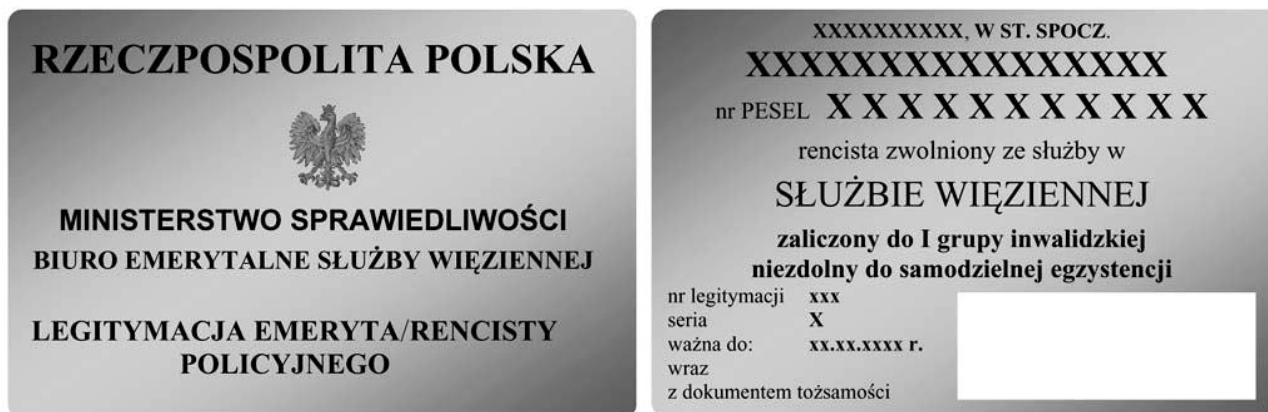 RZECZPOSPOLITA POLSKA
MINISTERSTWO SPRAWIEDLIWOŚCI
BIURO EMERYTALNE SŁUŻBY WIĘZIENNEJ
LEGITYMACJA EMERYTA/RENCISTY
POLICYJNEGO
XXXXXXXXXX, W ST. SPOCZ.
XXXXXXXXXXXXXXXX
nr PESEL X X X X X X X X X X X
rencista zwolniony ze służby w
SŁUŻBIE WIĘZIENNEJ
zaliczony do I grupy inwalidzkiej
niezdolny do samodzielnej egzystencji
nr legitymacji xxx
seria X
ważna do: xx.xx.xxxx r.
wraz
z dokumentem tożsamości